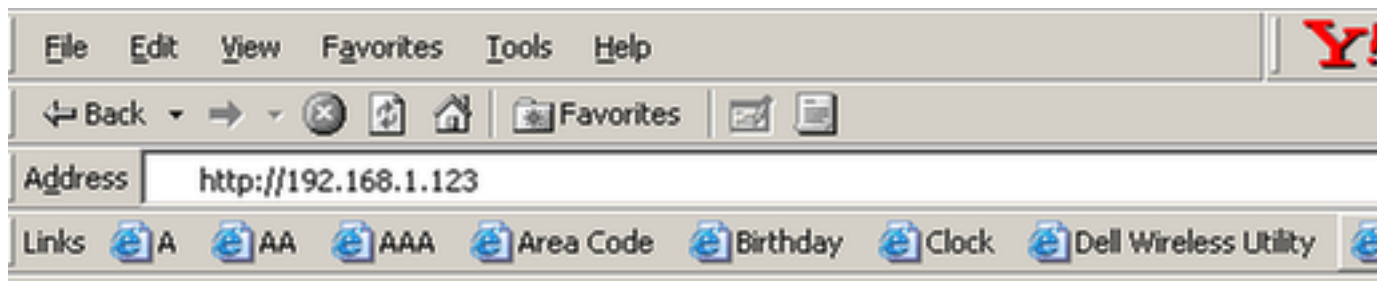 File Edit View Favorites Tools Help Y!
Back Favorites
Address http://192.168.1.123
Links A AA AAA Area Code Birthday Clock Dell Wireless Utility